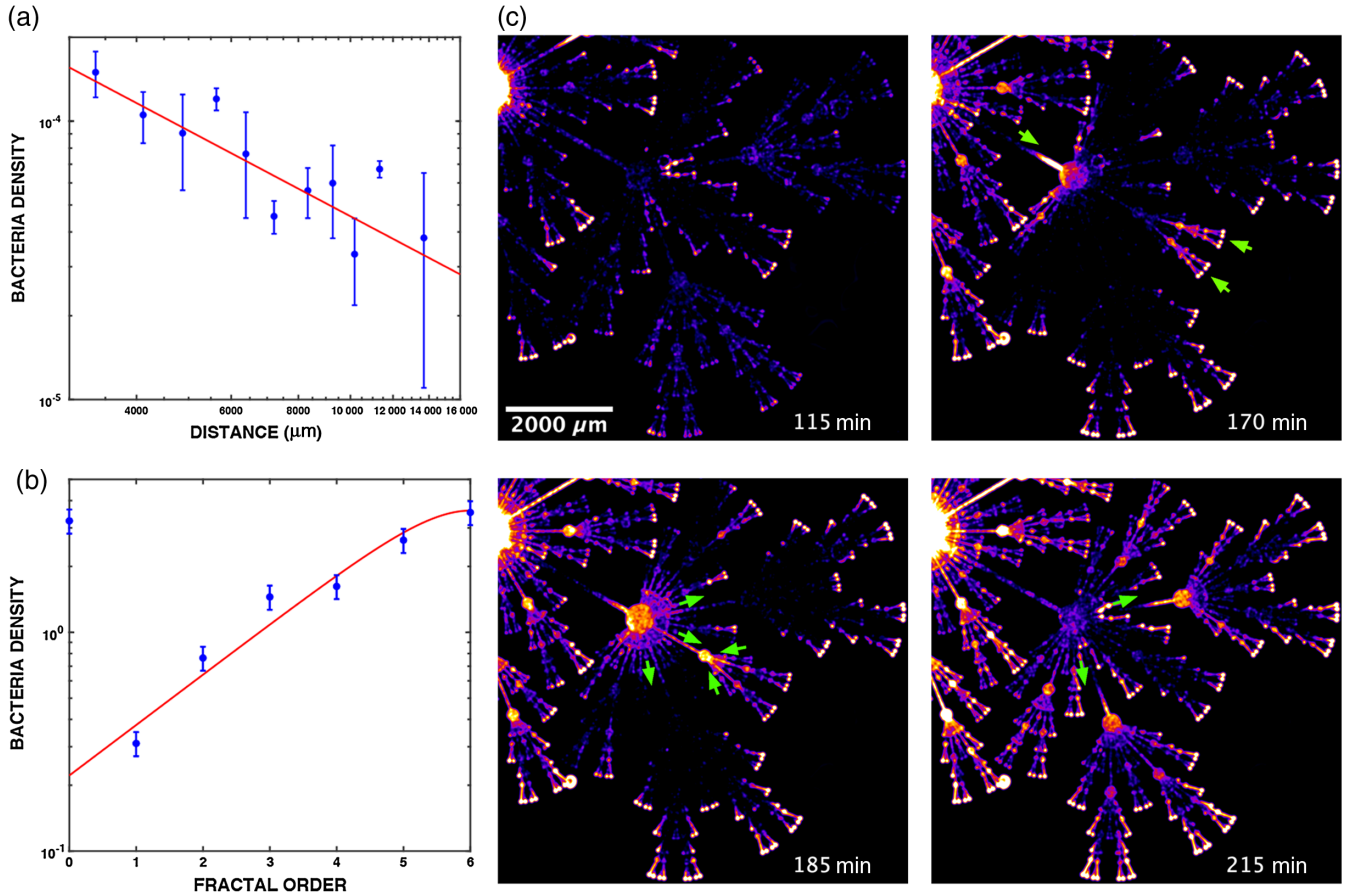 (a)
BACTERIA DENSITY
10-4
10-5
4000 6000 8000 10 000 12 000 14 000 16 000
DISTANCE (μm)
(b)
BACTERIA DENSITY
100
10-1
0 1 2 3 4 5 6
FRACTAL ORDER
(c)
2000 μm
115 min
170 min
185 min
215 min